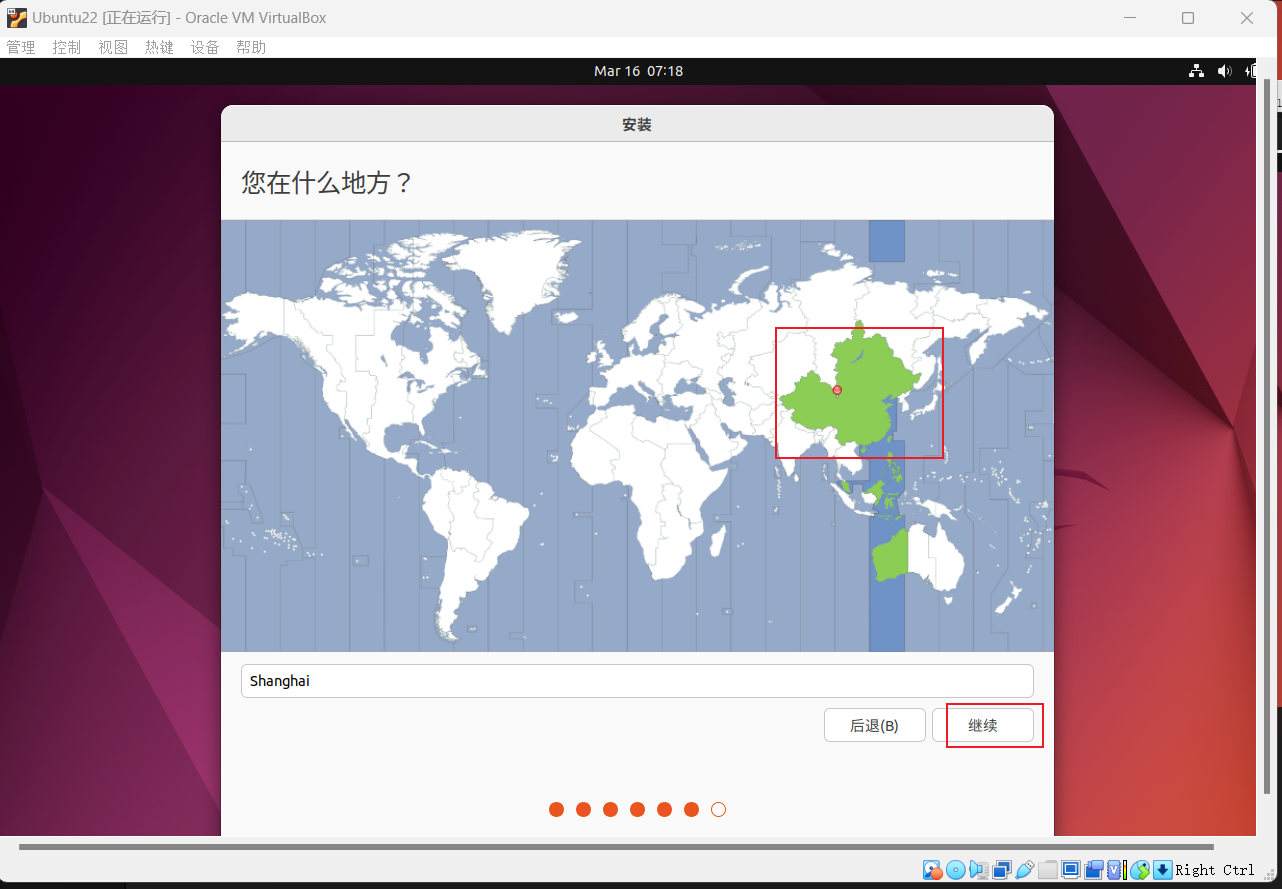 Ubuntu22 [正在运行] - Oracle VM VirtualBox
管理 控制 视图 热键 设备 帮助
Mar 16 07:18
安装
您在什么地方？
Shanghai
后退(B) 继续
Right Ctrl